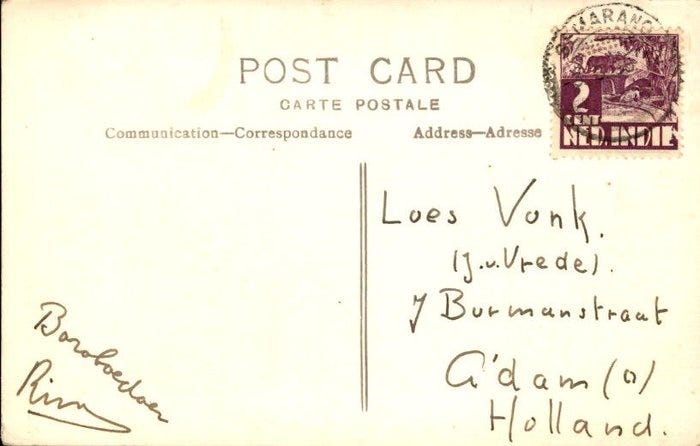 POST CARD
CARTE POSTALE
Communication—Correspondance
Address—Adresse
SEMARANG
2
CENT
NED. INDIE
Loes Vonk.
(J.v.Vrede).
7 Burmanstraat
A'dam (O)
Holland.
Boroboedoer